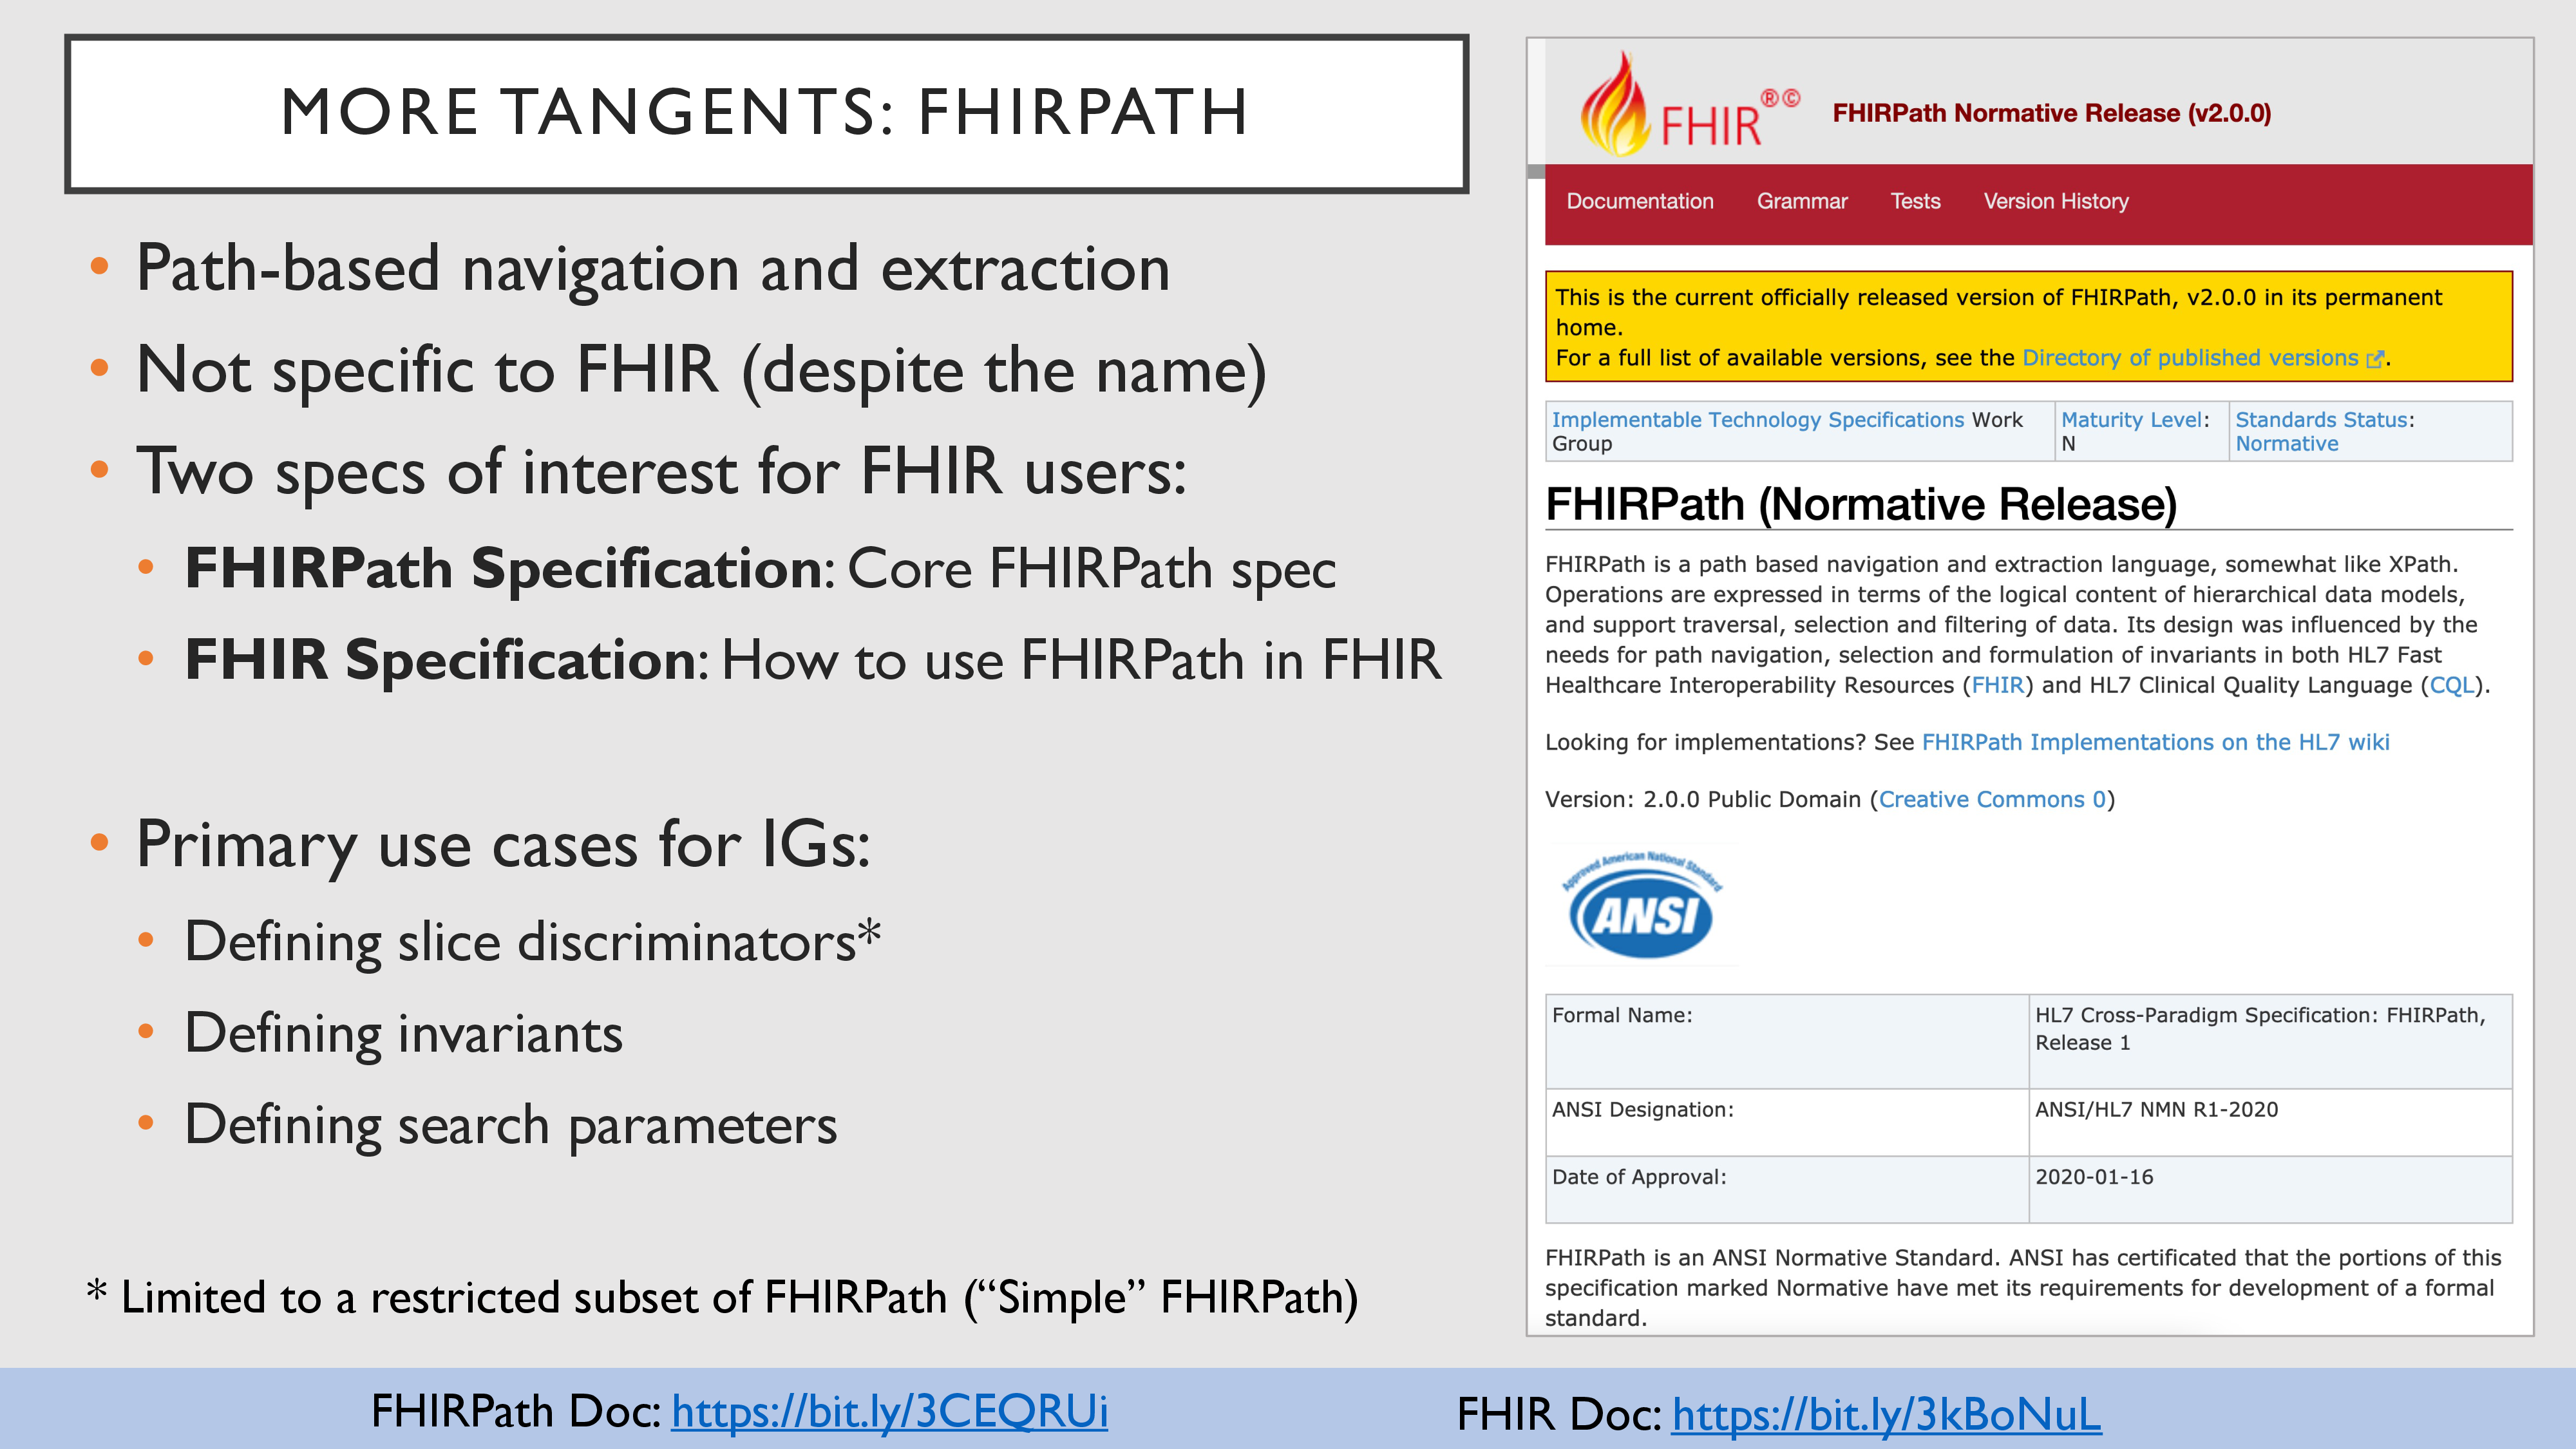 MORE TANGENTS: FHIRPATH
• Path-based navigation and extraction
• Not specific to FHIR (despite the name)
• Two specs of interest for FHIR users:
• FHIRPath Specification: Core FHIRPath spec
• FHIR Specification: How to use FHIRPath in FHIR
• Primary use cases for IGs:
• Defining slice discriminators*
• Defining invariants
• Defining search parameters
* Limited to a restricted subset of FHIRPath (“Simple” FHIRPath)
FHIR®© FHIRPath Normative Release (v2.0.0)
Documentation Grammar Tests Version History
This is the current officially released version of FHIRPath, v2.0.0 in its permanent
home.
For a full list of available versions, see the Directory of published versions.
Implementable Technology Specifications Work Maturity Level: Standards Status:
Group N Normative
FHIRPath (Normative Release)
FHIRPath is a path based navigation and extraction language, somewhat like XPath.
Operations are expressed in terms of the logical content of hierarchical data models,
and support traversal, selection and filtering of data. Its design was influenced by the
needs for path navigation, selection and formulation of invariants in both HL7 Fast
Healthcare Interoperability Resources (FHIR) and HL7 Clinical Quality Language (CQL).
Looking for implementations? See FHIRPath Implementations on the HL7 wiki
Version: 2.0.0 Public Domain (Creative Commons 0)
Approved American National Standard
ANSI
Formal Name: HL7 Cross-Paradigm Specification: FHIRPath,
Release 1
ANSI Designation: ANSI/HL7 NMN R1-2020
Date of Approval: 2020-01-16
FHIRPath is an ANSI Normative Standard. ANSI has certificated that the portions of this
specification marked Normative have met its requirements for development of a formal
standard.
FHIRPath Doc: https://bit.ly/3CEQRUi FHIR Doc: https://bit.ly/3kBoNuL